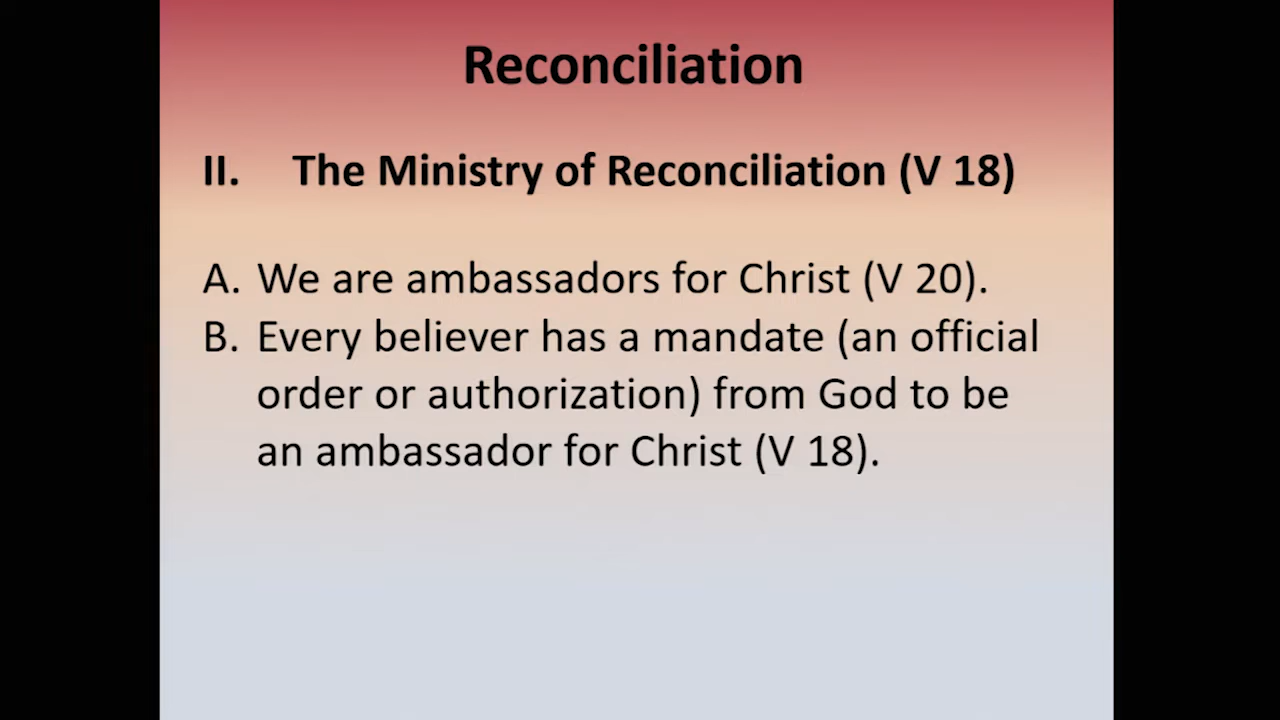 Reconciliation
II. The Ministry of Reconciliation (V 18)
A. We are ambassadors for Christ (V 20).
B. Every believer has a mandate (an official
order or authorization) from God to be
an ambassador for Christ (V 18).